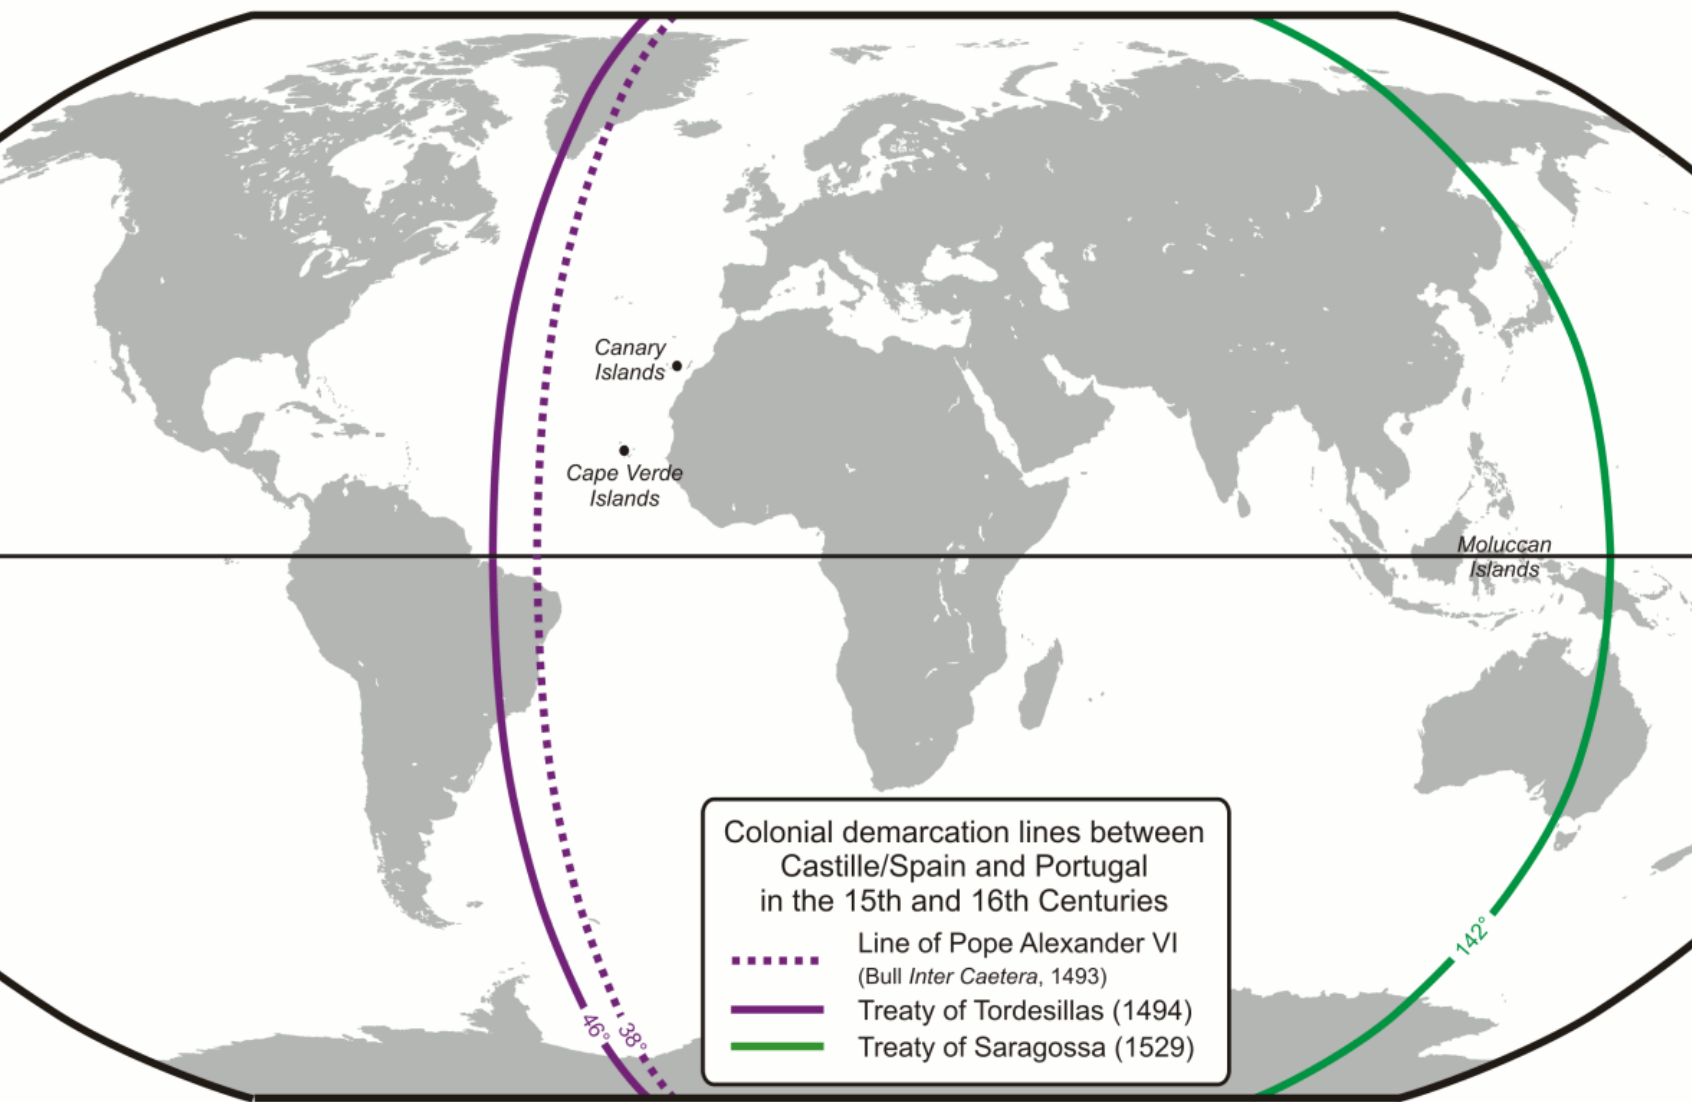 Canary
Islands
Cape Verde
Islands
Moluccan
Islands
Colonial demarcation lines between
Castille/Spain and Portugal
in the 15th and 16th Centuries
Line of Pope Alexander VI
(Bull Inter Caetera, 1493)
Treaty of Tordesillas (1494)
Treaty of Saragossa (1529)
46°
38°
142°